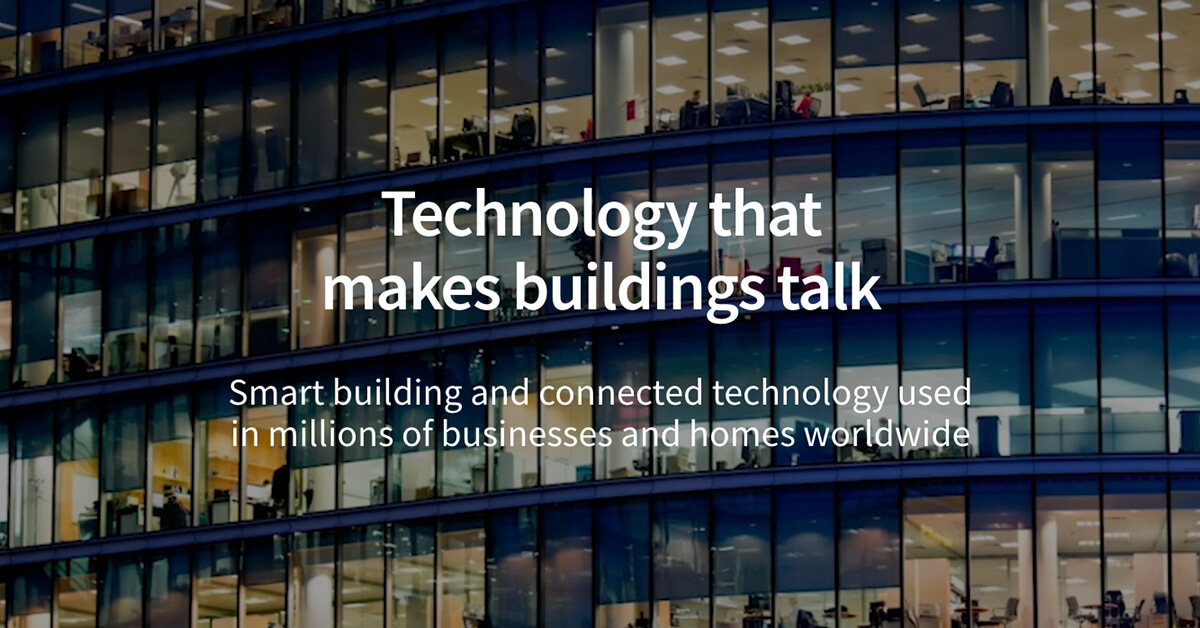 Technology that
makes buildings talk
Smart building and connected technology used
in millions of businesses and homes worldwide